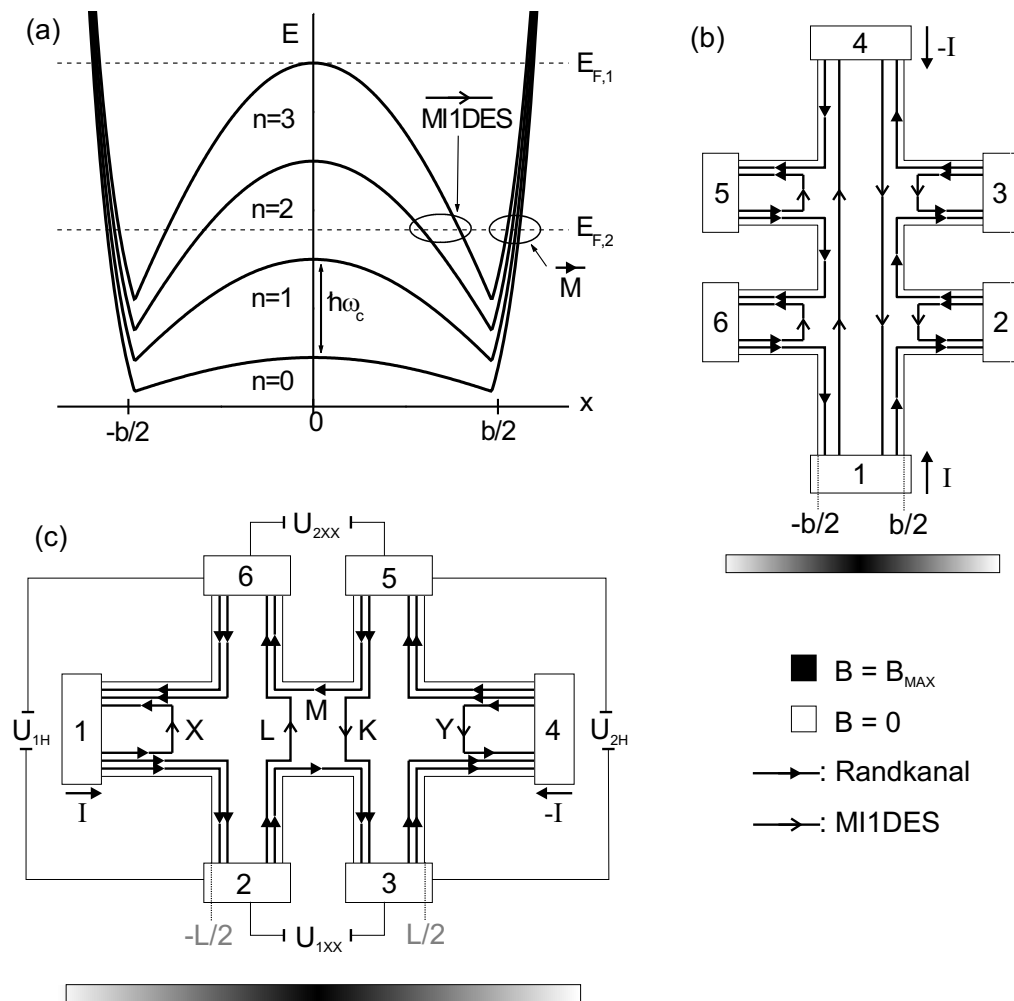 (a)
E
E_F,1
n=3
MI1DES
n=2
E_F,2
M
n=1
ħω_c
n=0
x
-b/2
0
b/2
(b)
4
-I
5
3
6
2
1
I
-b/2
b/2
B = B_MAX
B = 0
: Randkanal
: MI1DES
(c)
U_2XX
6
5
M
1
X
L
K
Y
4
U_1H
U_2H
I
-I
2
3
-L/2
L/2
U_1XX